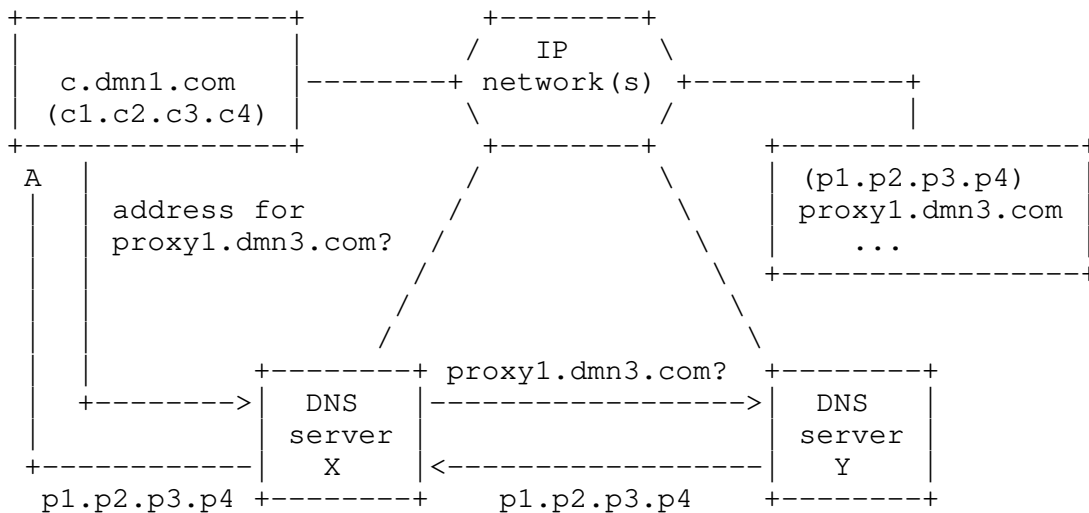 IP
c.dmn1.com
network(s)
(c1.c2.c3.c4)
A
(p1.p2.p3.p4)
address for
proxy1.dmn3.com
proxy1.dmn3.com?
...
proxy1.dmn3.com?
DNS
DNS
server
server
X
Y
p1.p2.p3.p4
p1.p2.p3.p4